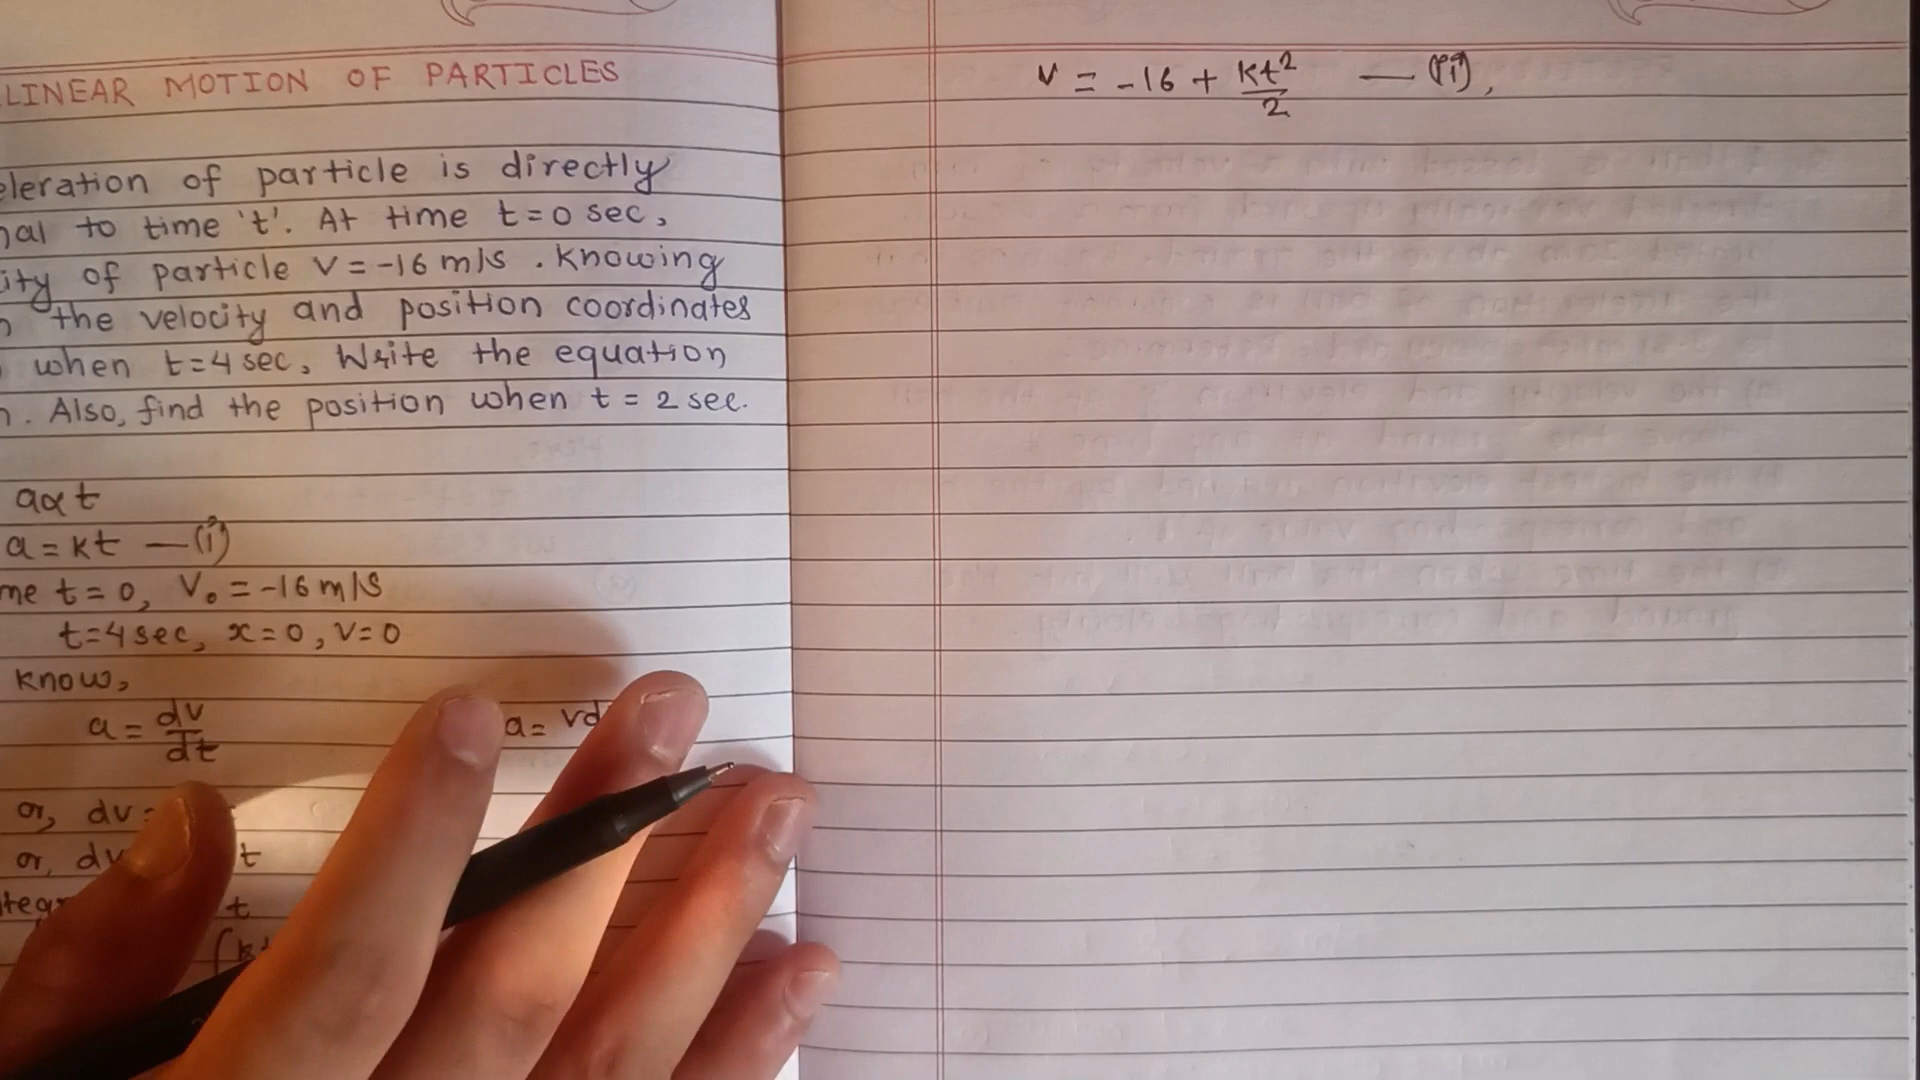 LINEAR MOTION OF PARTICLES
eleration of particle is directly
nal to time 't'. At time t=0 sec,
ity of particle V=-16 m/s. Knowing
n the velocity and position coordinates
when t=4 sec, Write the equation
n. Also, find the position when t = 2 sec.
a∝t
a=kt —(i)
me t=0, V₀=-16 m/s
t=4 sec, x=0, v=0
know,
a=dv/dt a=vd
or, dv=
or, dv t
tegr t
∫k
v = -16 + kt²/2 — (ii),